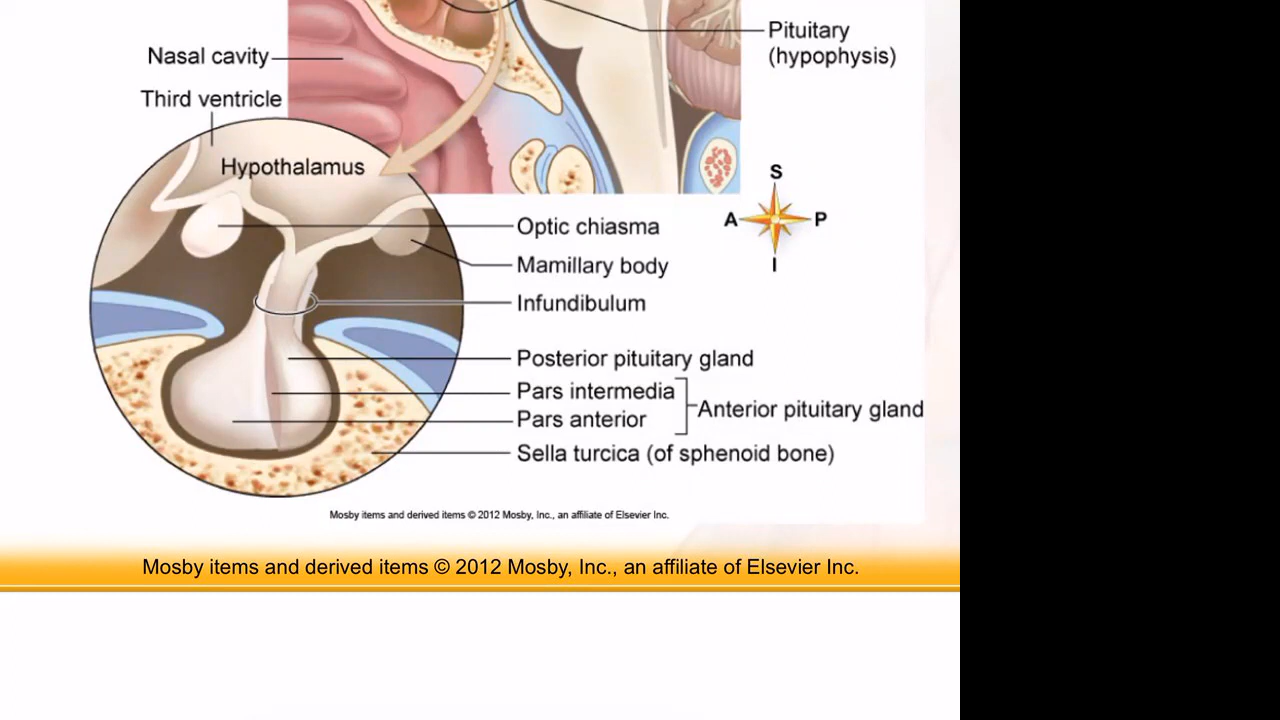 Pituitary
(hypophysis)
Nasal cavity
Third ventricle
Hypothalamus
S
A
P
I
Optic chiasma
Mamillary body
Infundibulum
Posterior pituitary gland
Pars intermedia
Anterior pituitary gland
Pars anterior
Sella turcica (of sphenoid bone)
Mosby items and derived items © 2012 Mosby, Inc., an affiliate of Elsevier Inc.
Mosby items and derived items © 2012 Mosby, Inc., an affiliate of Elsevier Inc.